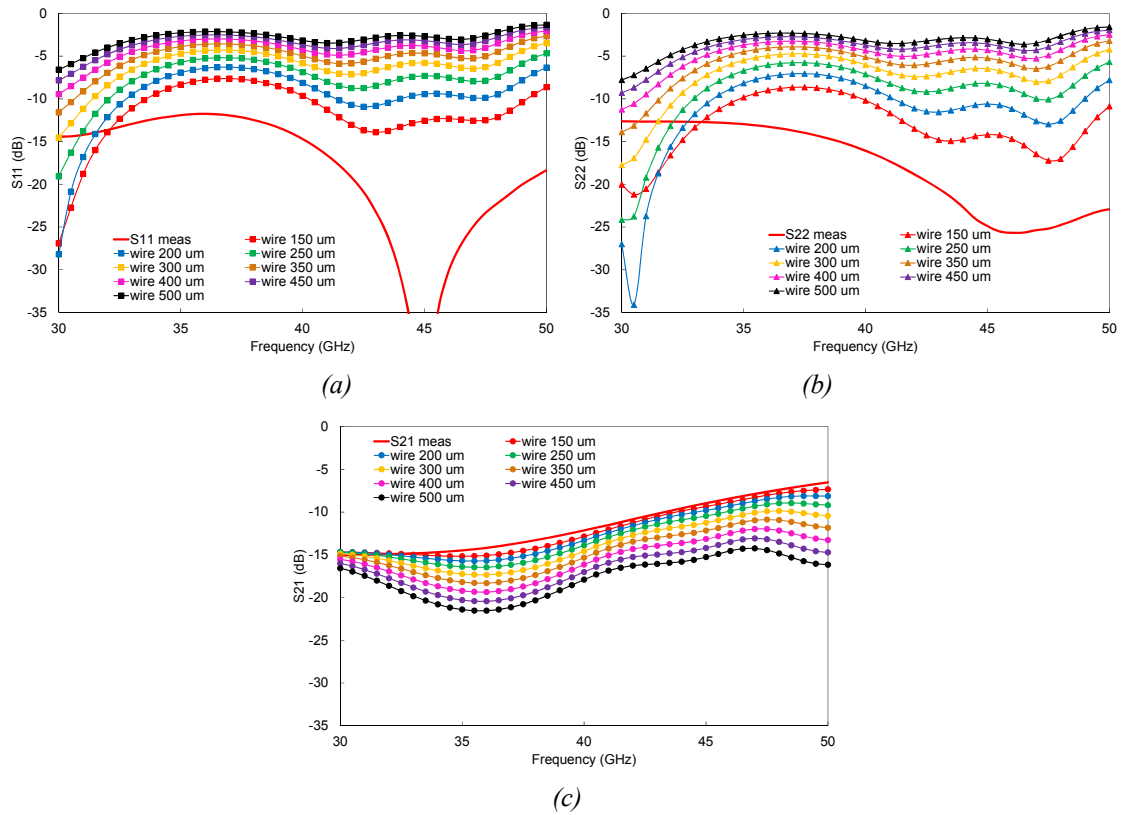 0
-5
-10
-15
-20
-25
-30
-35
S11 (dB)
S11 meas
wire 150 um
wire 200 um
wire 250 um
wire 300 um
wire 350 um
wire 400 um
wire 450 um
wire 500 um
30 35 40 45 50
Frequency (GHz)
(a)
0
-5
-10
-15
-20
-25
-30
-35
S22 (dB)
S22 meas
wire 150 um
wire 200 um
wire 250 um
wire 300 um
wire 350 um
wire 400 um
wire 450 um
wire 500 um
30 35 40 45 50
Frequency (GHz)
(b)
0
-5
-10
-15
-20
-25
-30
-35
S21 (dB)
S21 meas
wire 150 um
wire 200 um
wire 250 um
wire 300 um
wire 350 um
wire 400 um
wire 450 um
wire 500 um
30 35 40 45 50
Frequency (GHz)
(c)